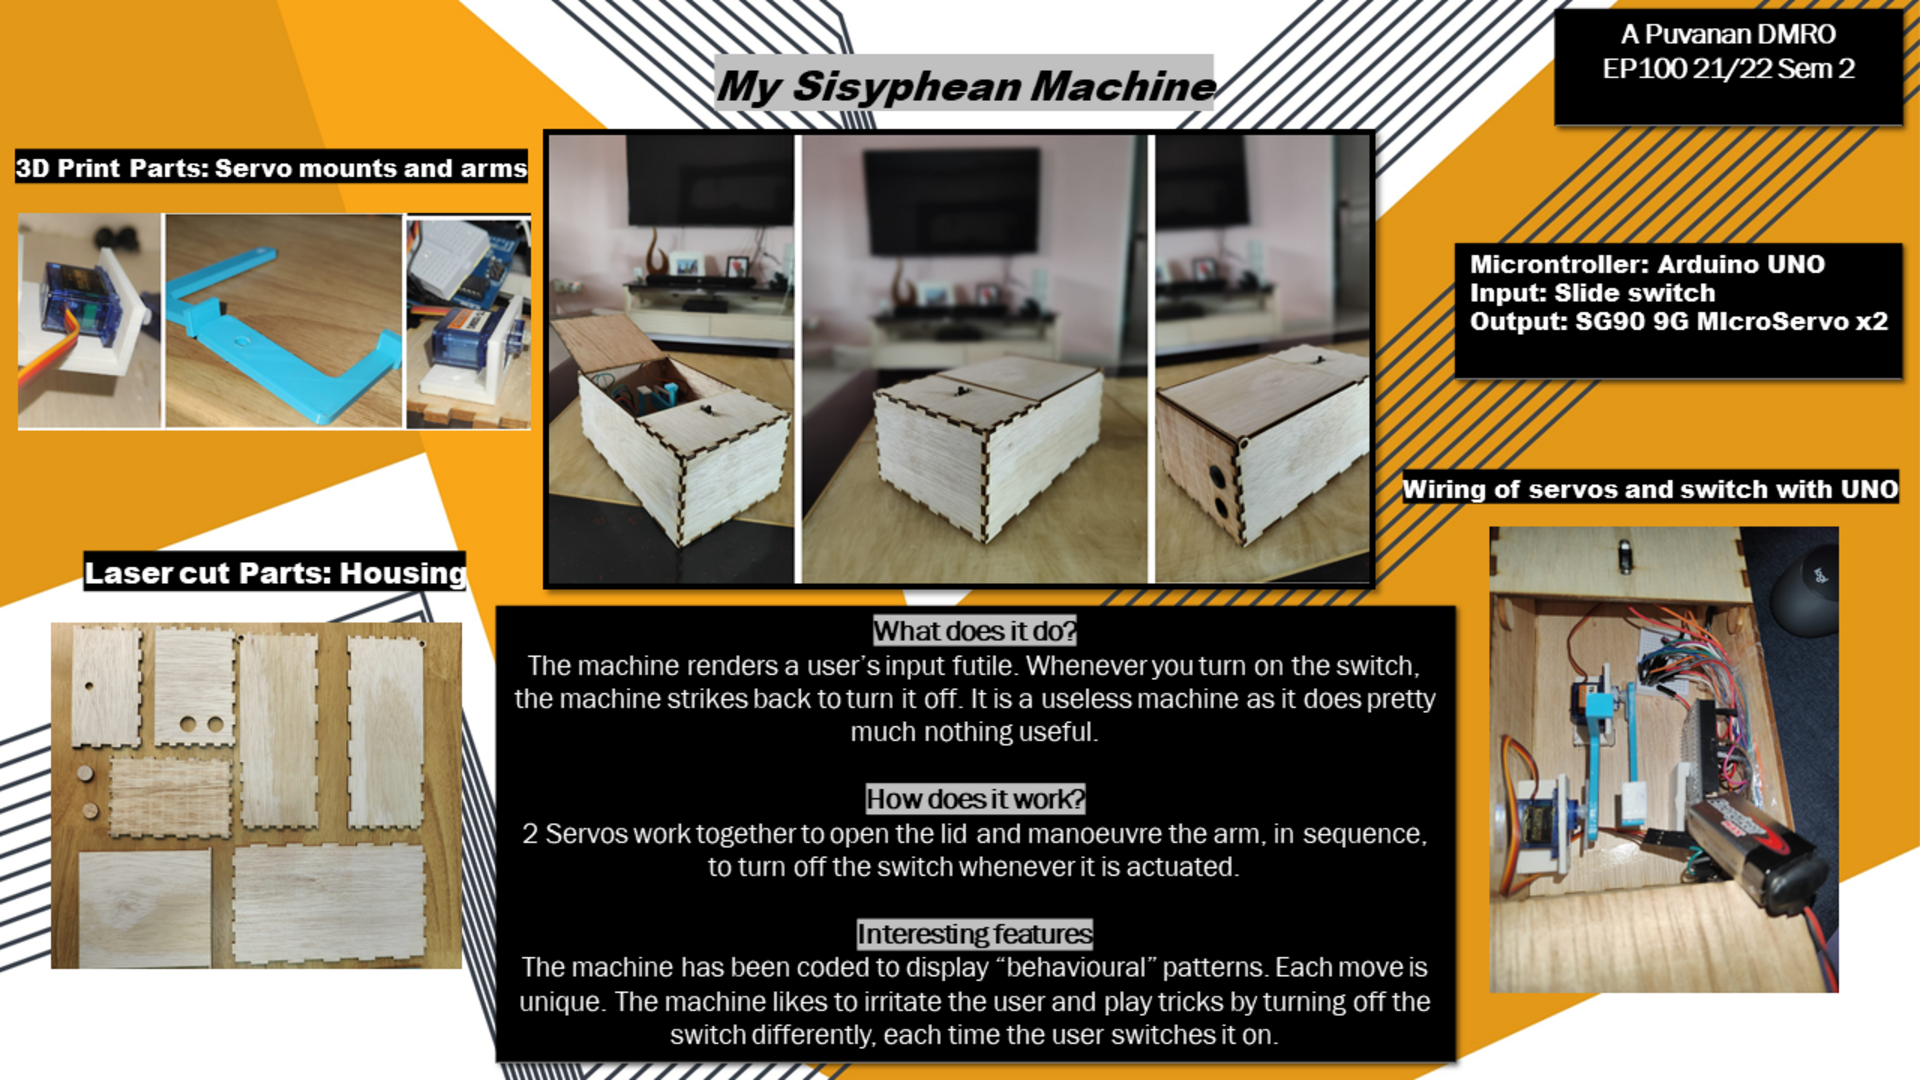 A Puvanan DMRO
EP100 21/22 Sem 2
My Sisyphean Machine
3D Print Parts: Servo mounts and arms
Microntroller: Arduino UNO
Input: Slide switch
Output: SG90 9G MIcroServo x2
Wiring of servos and switch with UNO
Laser cut Parts: Housing
What does it do?
The machine renders a user’s input futile. Whenever you turn on the switch,
the machine strikes back to turn it off. It is a useless machine as it does pretty
much nothing useful.
How does it work?
2 Servos work together to open the lid and manoeuvre the arm, in sequence,
to turn off the switch whenever it is actuated.
Interesting features
The machine has been coded to display “behavioural” patterns. Each move is
unique. The machine likes to irritate the user and play tricks by turning off the
switch differently, each time the user switches it on.